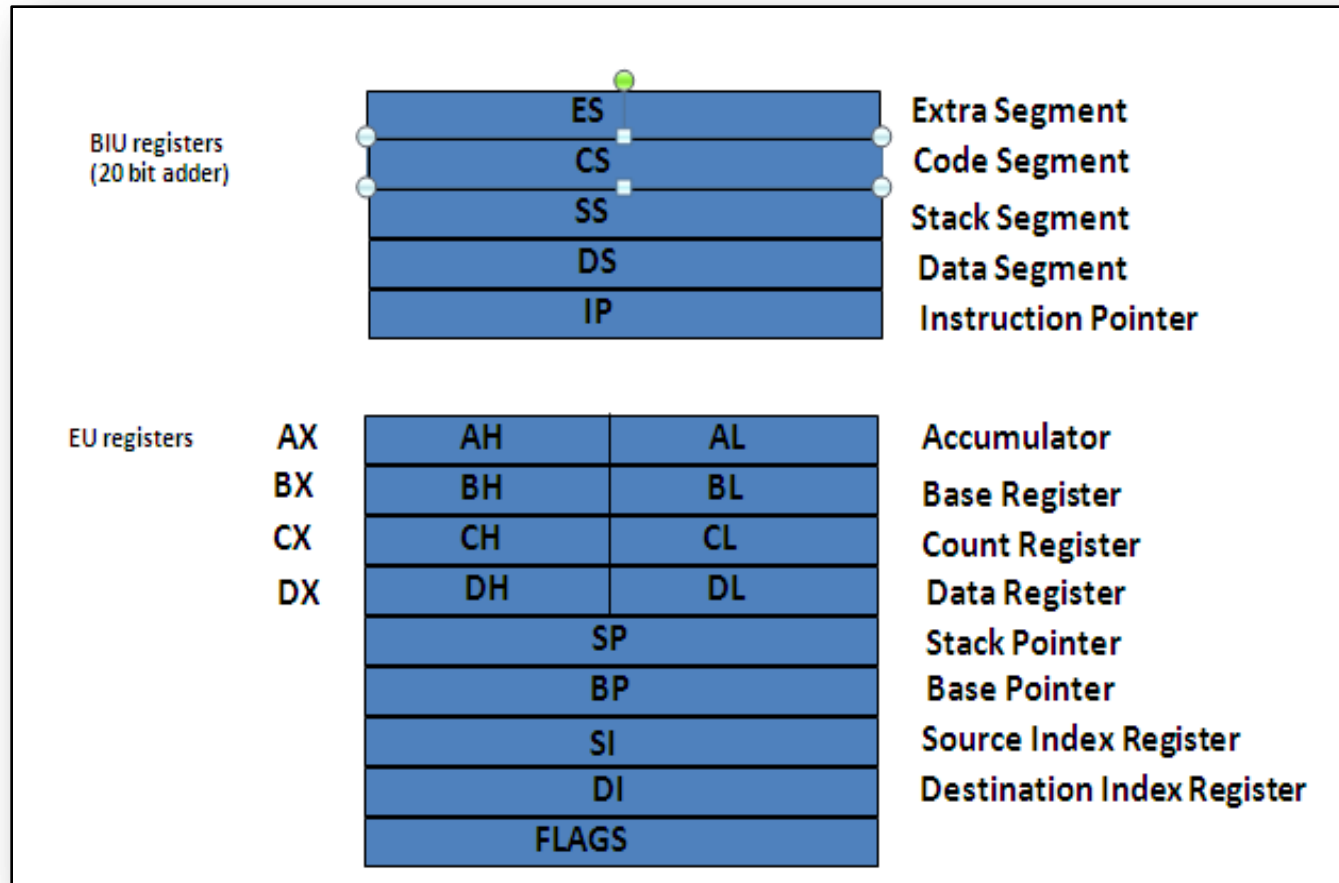 ES Extra Segment
BIU registers
(20 bit adder)
CS Code Segment
SS Stack Segment
DS Data Segment
IP Instruction Pointer
EU registers AX AH AL Accumulator
BX BH BL Base Register
CX CH CL Count Register
DX DH DL Data Register
SP Stack Pointer
BP Base Pointer
SI Source Index Register
DI Destination Index Register
FLAGS